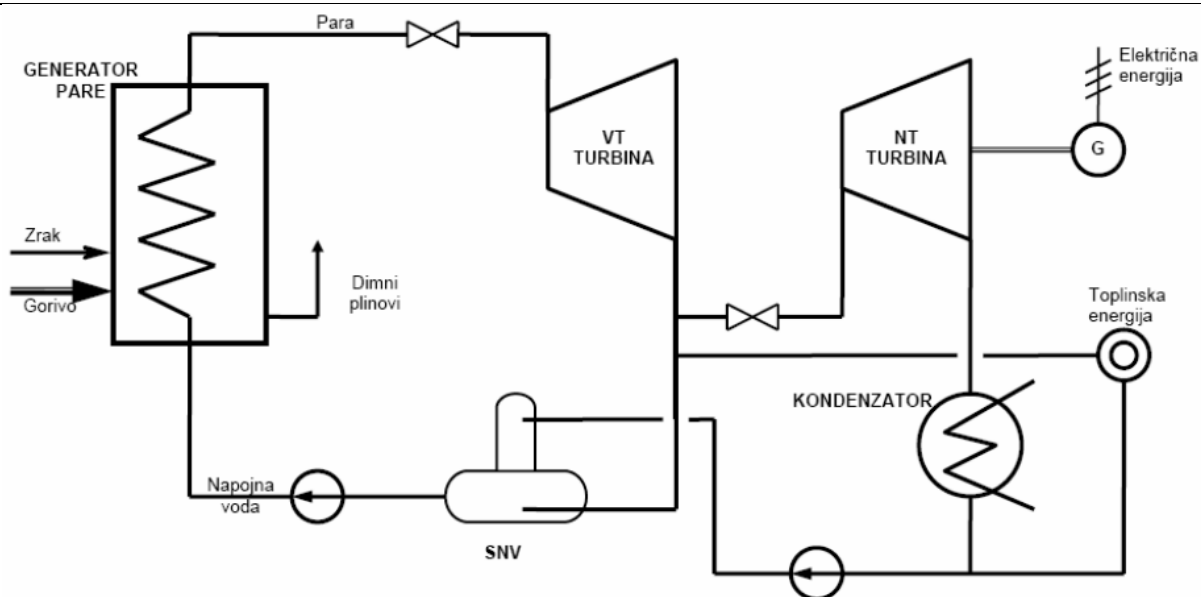 Para
GENERATOR
PARE
VT
TURBINA
NT
TURBINA
Električna
energija
G
Zrak
Gorivo
Dimni
plinovi
Toplinska
energija
KONDENZATOR
Napojna
voda
SNV